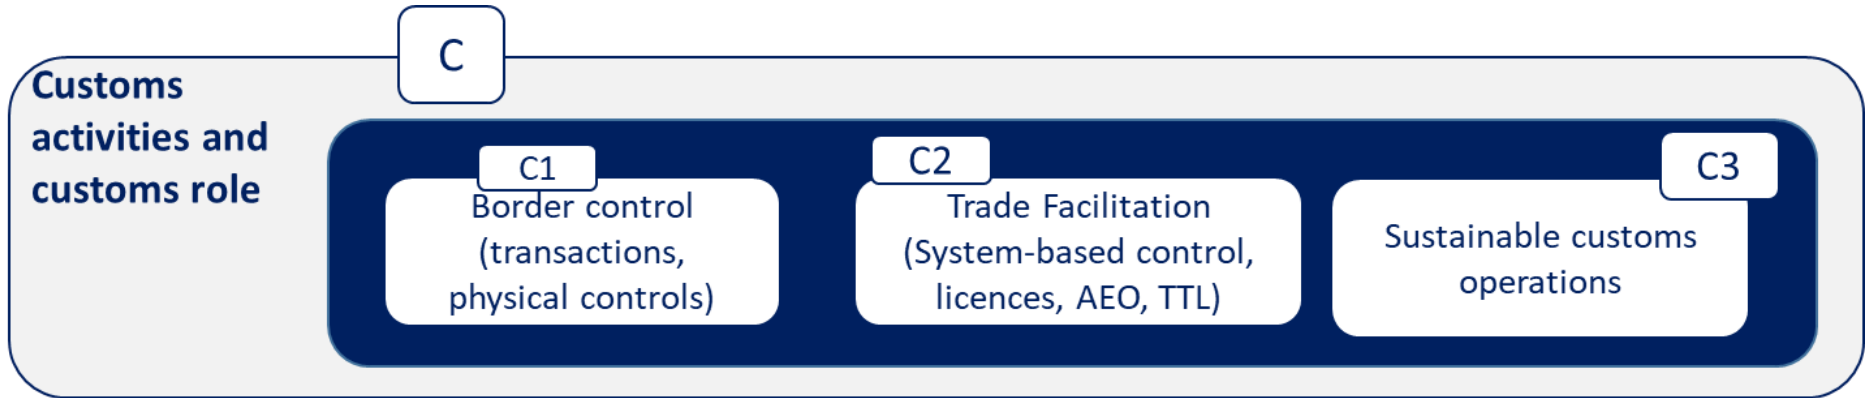 C
Customs
activities and
customs role
C1
Border control
(transactions,
physical controls)
C2
Trade Facilitation
(System-based control,
licences, AEO, TTL)
C3
Sustainable customs
operations